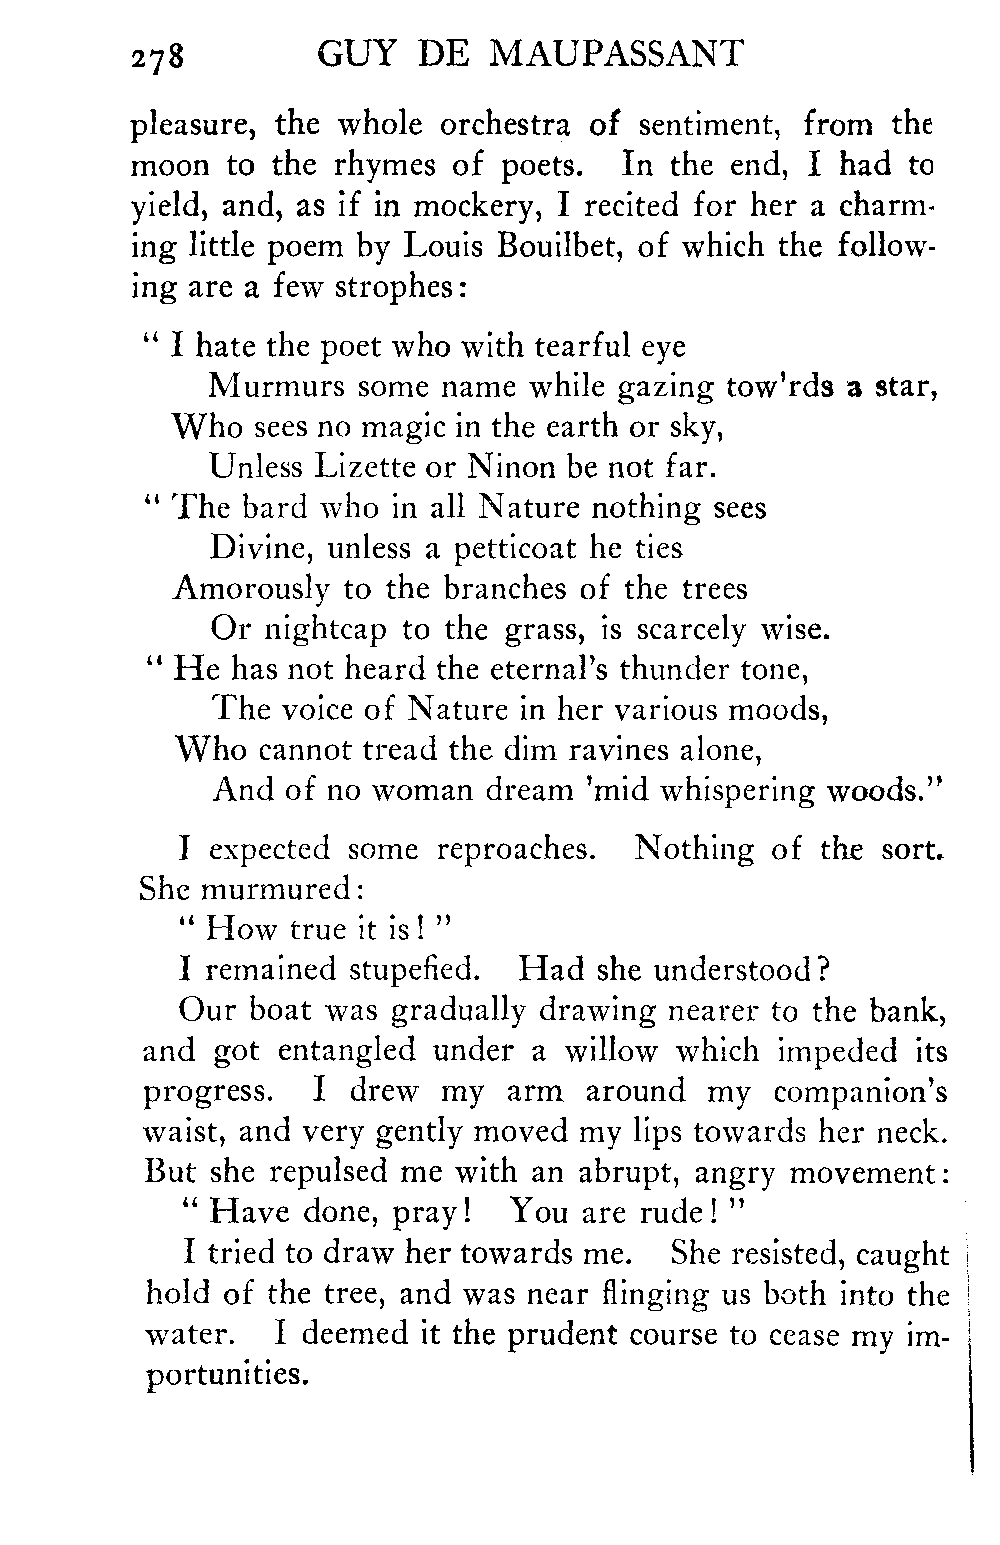 278 GUY DE MAUPASSANT
pleasure, the whole orchestra of sentiment, from the
moon to the rhymes of poets. In the end, I had to
yield, and, as if in mockery, I recited for her a charm-
ing little poem by Louis Bouilbet, of which the follow-
ing are a few strophes:
“ I hate the poet who with tearful eye
Murmurs some name while gazing tow’rds a star,
Who sees no magic in the earth or sky,
Unless Lizette or Ninon be not far.
“ The bard who in all Nature nothing sees
Divine, unless a petticoat he ties
Amorously to the branches of the trees
Or nightcap to the grass, is scarcely wise.
“ He has not heard the eternal’s thunder tone,
The voice of Nature in her various moods,
Who cannot tread the dim ravines alone,
And of no woman dream ’mid whispering woods.”
I expected some reproaches. Nothing of the sort.
She murmured:
“ How true it is! ”
I remained stupefied. Had she understood?
Our boat was gradually drawing nearer to the bank,
and got entangled under a willow which impeded its
progress. I drew my arm around my companion’s
waist, and very gently moved my lips towards her neck.
But she repulsed me with an abrupt, angry movement:
“ Have done, pray! You are rude! ”
I tried to draw her towards me. She resisted, caught
hold of the tree, and was near flinging us both into the
water. I deemed it the prudent course to cease my im-
portunities.